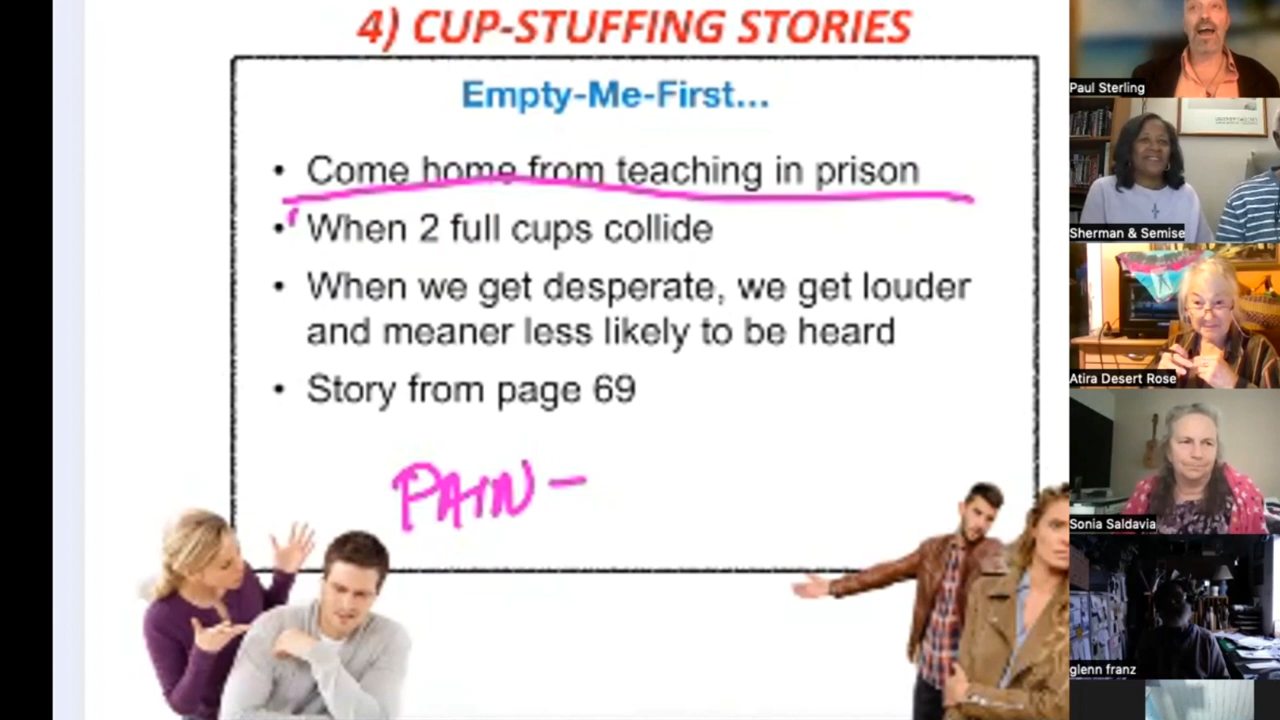 4) CUP-STUFFING STORIES
Empty-Me-First...
• Come home from teaching in prison
• When 2 full cups collide
• When we get desperate, we get louder
and meaner less likely to be heard
• Story from page 69
PAIN -
Paul Sterling
Sherman & Semise
Atira Desert Rose
Sonia Saldavia
glenn franz